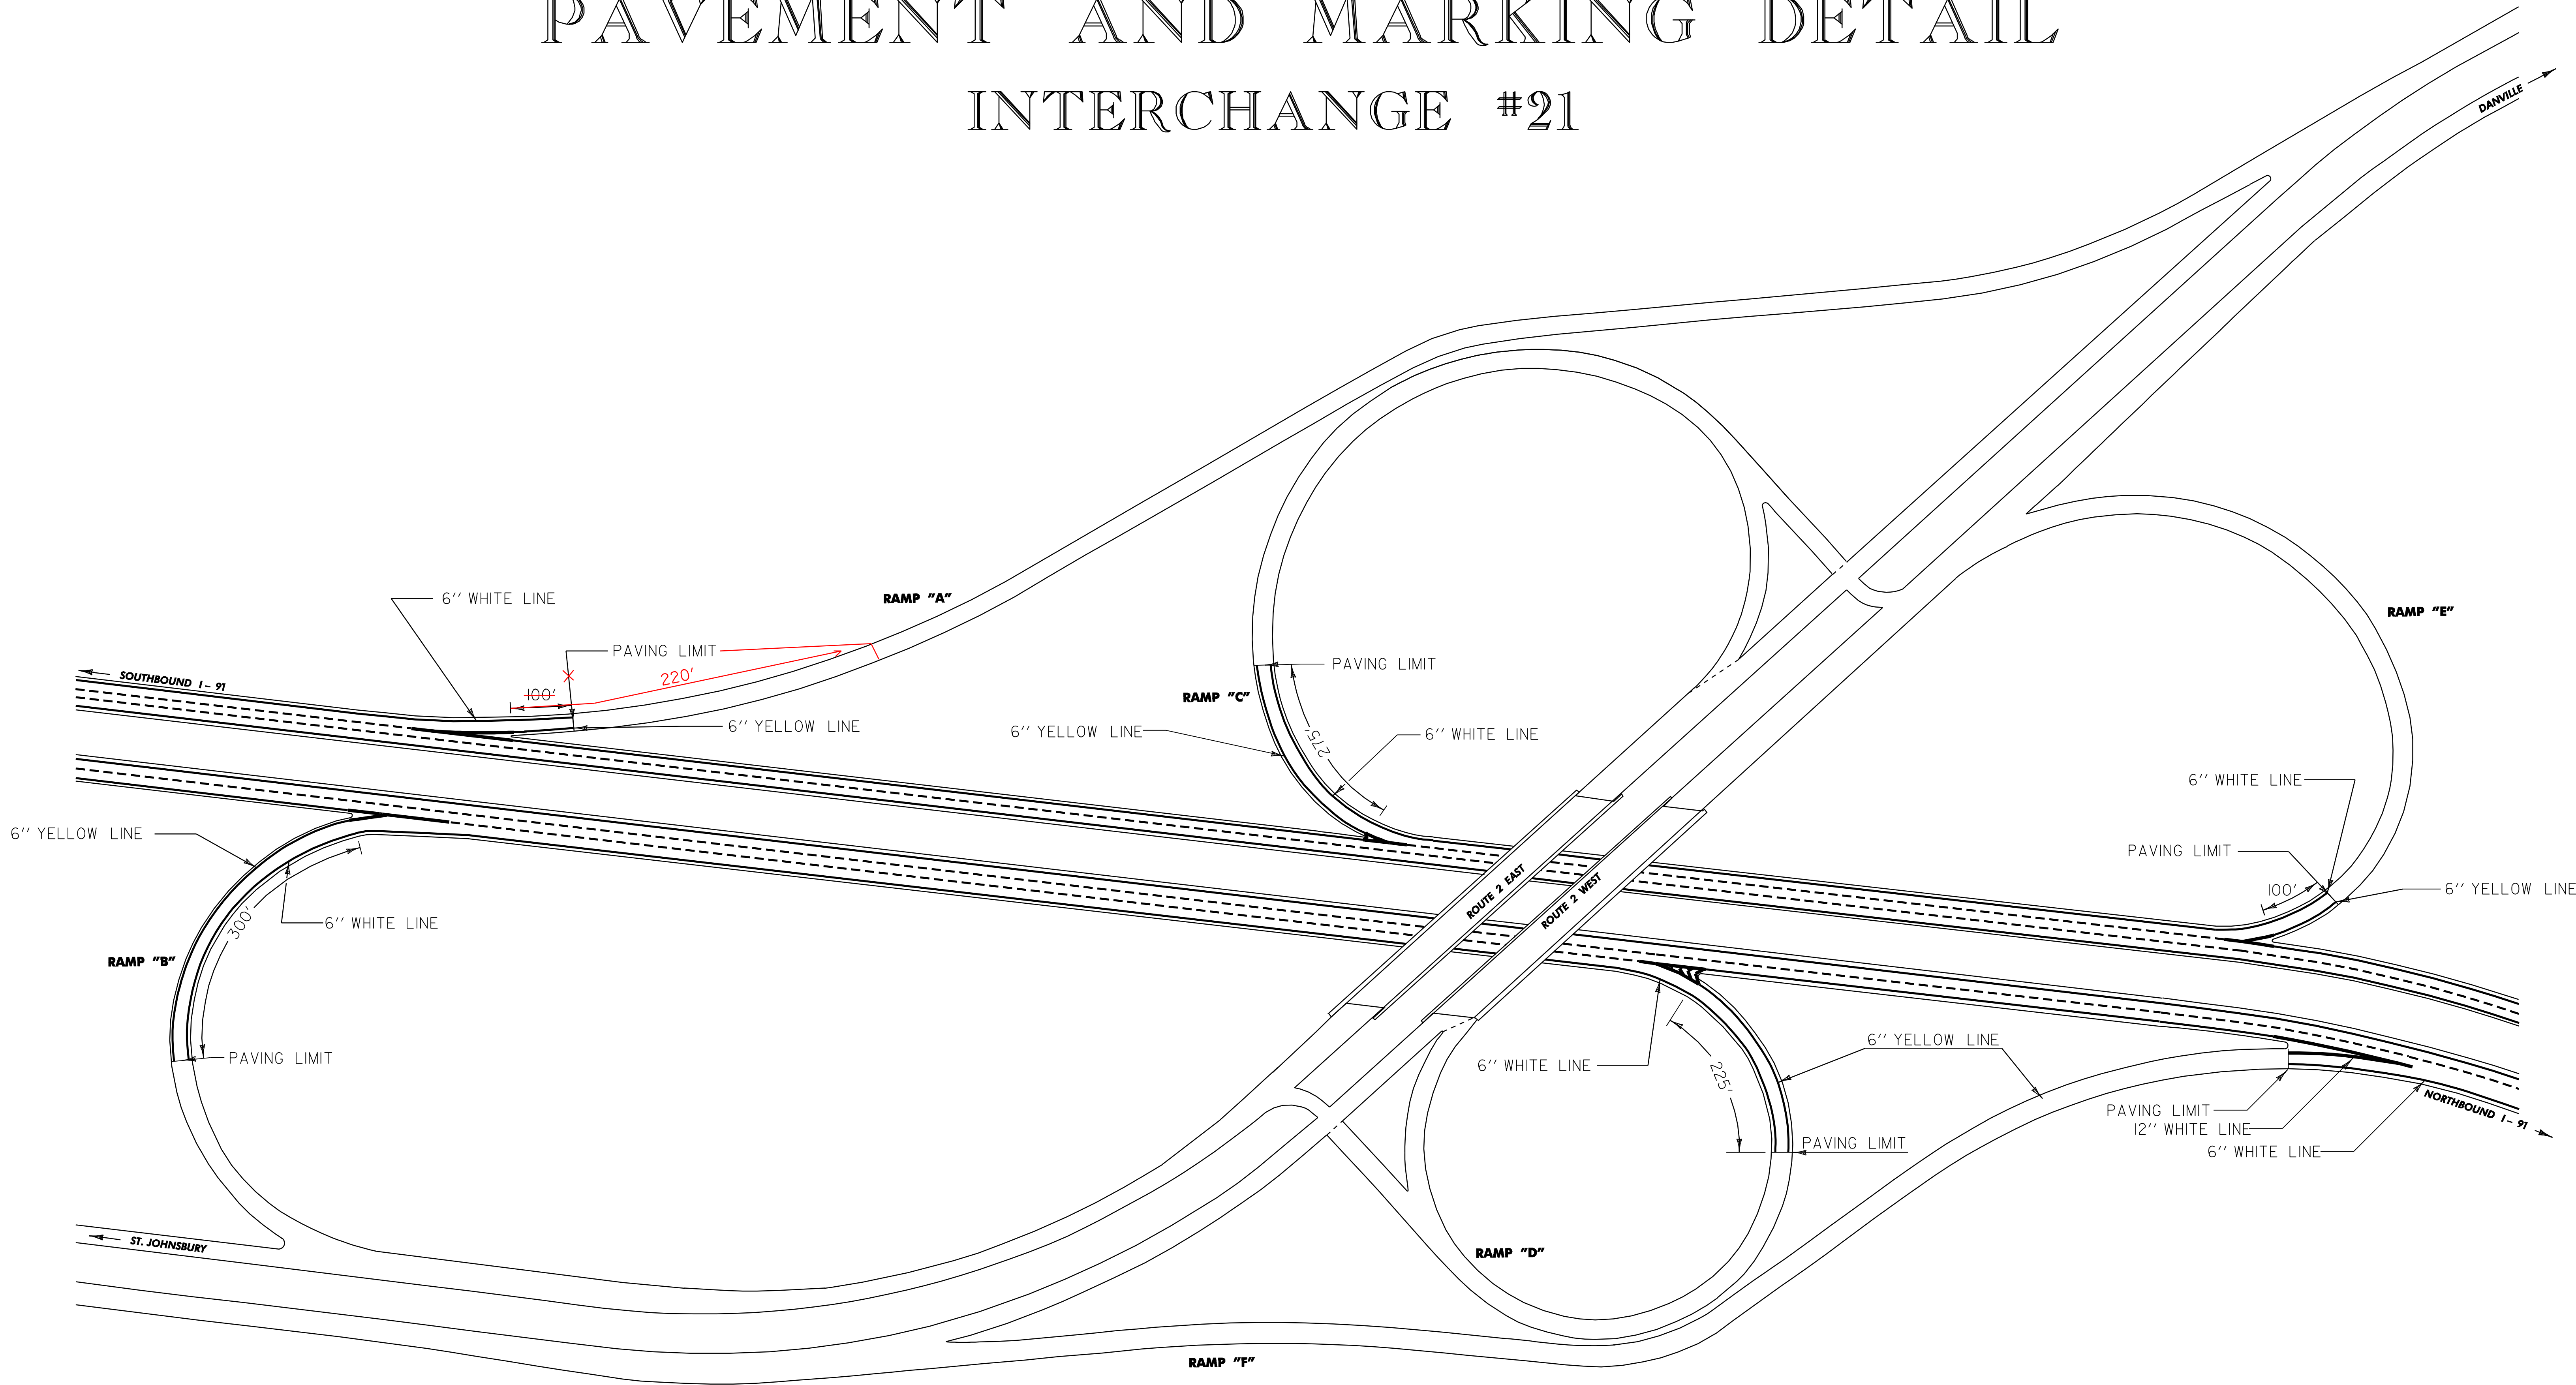 PAVEMENT AND MARKING DETAIL
INTERCHANGE #21
DANVILLE
6'' WHITE LINE
RAMP "A"
RAMP "E"
PAVING LIMIT
220'
100'
SOUTHBOUND I-91
6'' YELLOW LINE
PAVING LIMIT
RAMP "C"
6'' YELLOW LINE
275'
6'' WHITE LINE
6'' WHITE LINE
6'' YELLOW LINE
PAVING LIMIT
100'
6'' YELLOW LINE
300'
6'' WHITE LINE
RAMP "B"
PAVING LIMIT
ROUTE 2 EAST
ROUTE 2 WEST
6'' WHITE LINE
225'
6'' YELLOW LINE
PAVING LIMIT
PAVING LIMIT
12'' WHITE LINE
6'' WHITE LINE
NORTHBOUND I-91
ST. JOHNSBURY
RAMP "D"
RAMP "F"